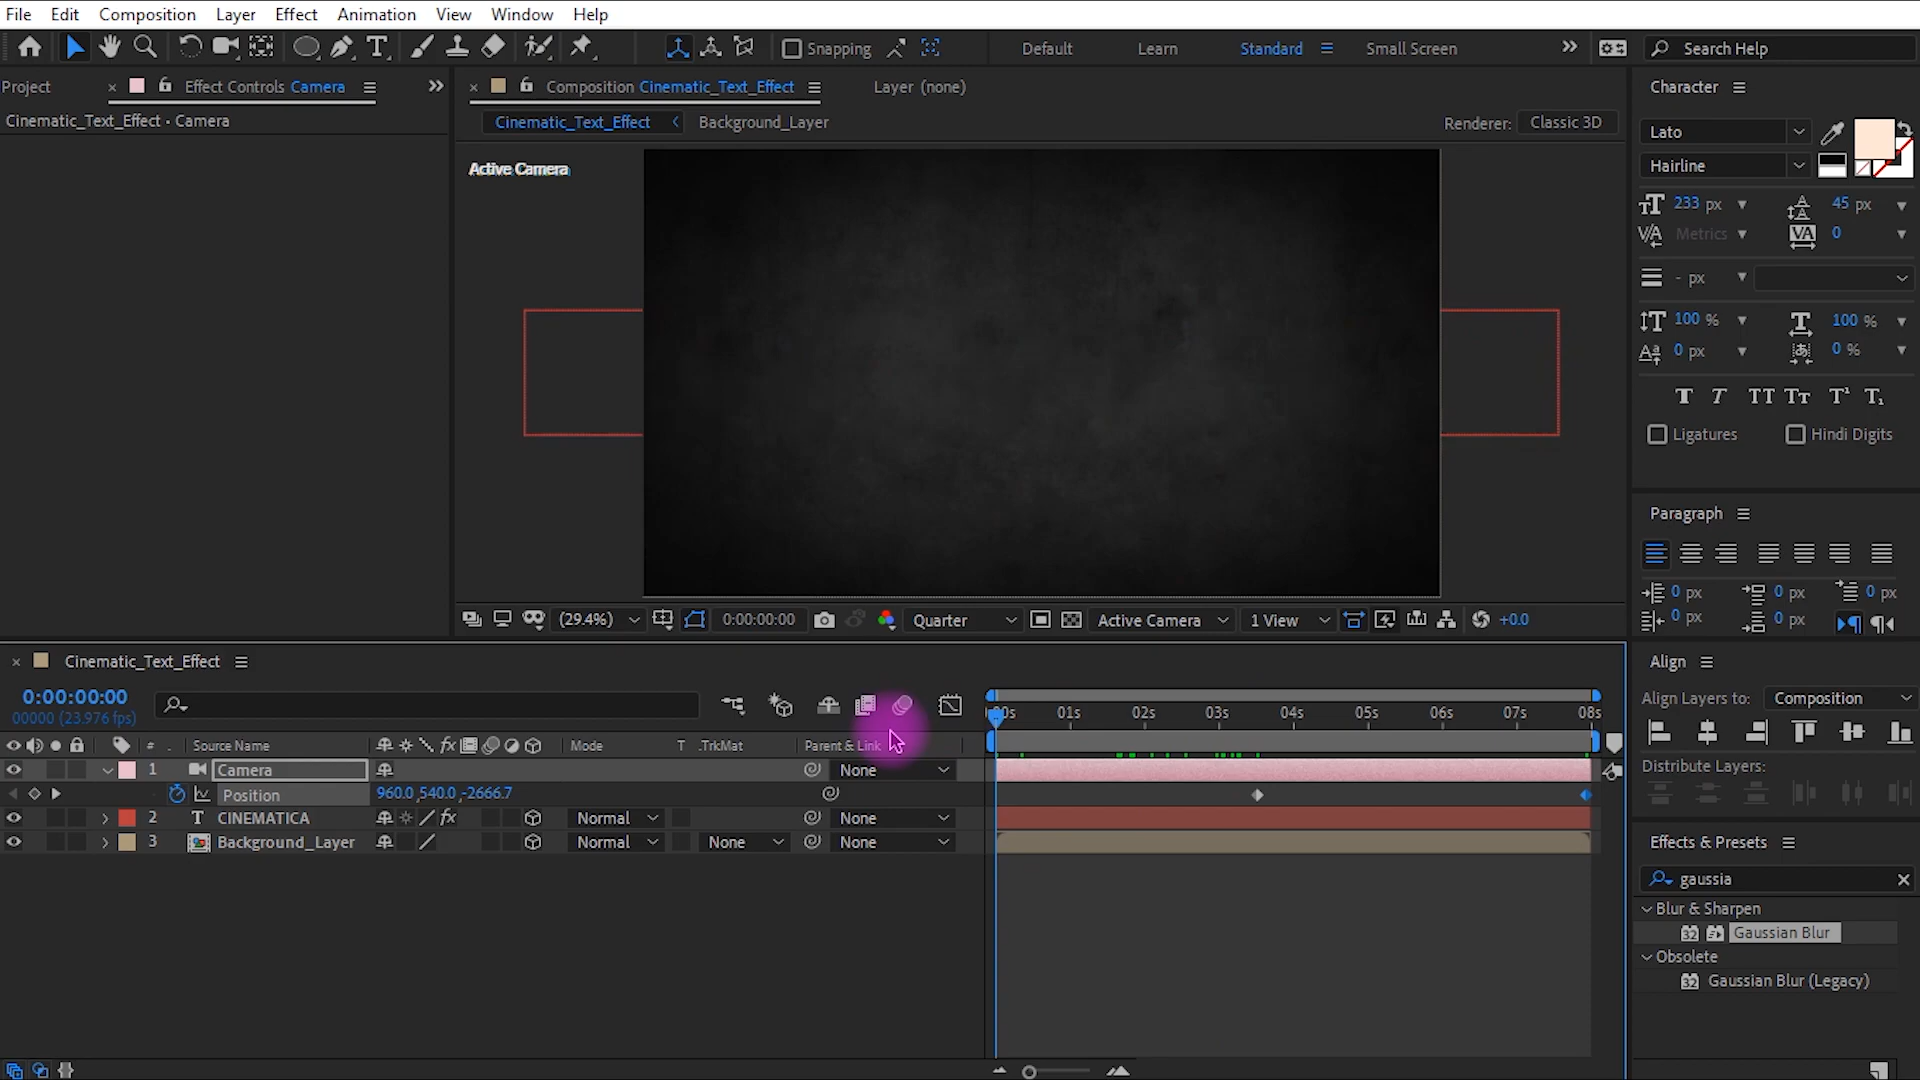 File Edit Composition Layer Effect Animation View Window Help
Snapping Default Learn Standard Small Screen Search Help
Project Effect Controls Camera Composition Cinematic_Text_Effect Layer (none) Character
Cinematic_Text_Effect • Camera
Cinematic_Text_Effect Background_Layer Renderer: Classic 3D
Active Camera
Lato
Hairline
233 px 45 px
Metrics 0
- px
100 % 100 %
0 px 0 %
Ligatures Hindi Digits
Paragraph
0 px 0 px 0 px
0 px 0 px
(29.4%) 0:00:00:00 Quarter Active Camera 1 View +0.0
Cinematic_Text_Effect
0:00:00:00
00000 (23.976 fps)
01s 02s 03s 04s 05s 06s 07s 08s
# Source Name Mode T .TrkMat Parent & Link
1 Camera None
Position 960.0,540.0,-2666.7
2 CINEMATICA Normal None
3 Background_Layer Normal None None
Align
Align Layers to: Composition
Distribute Layers:
Effects & Presets
gaussia
Blur & Sharpen
Gaussian Blur
Obsolete
Gaussian Blur (Legacy)